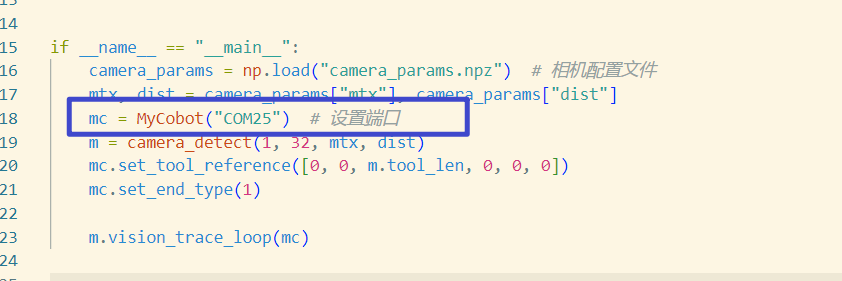 14
15 if __name__ == "__main__":
16 camera_params = np.load("camera_params.npz") # 相机配置文件
17 mtx, dist = camera_params["mtx"], camera_params["dist"]
18 mc = MyCobot("COM25") # 设置端口
19 m = camera_detect(1, 32, mtx, dist)
20 mc.set_tool_reference([0, 0, m.tool_len, 0, 0, 0])
21 mc.set_end_type(1)
22
23 m.vision_trace_loop(mc)
24